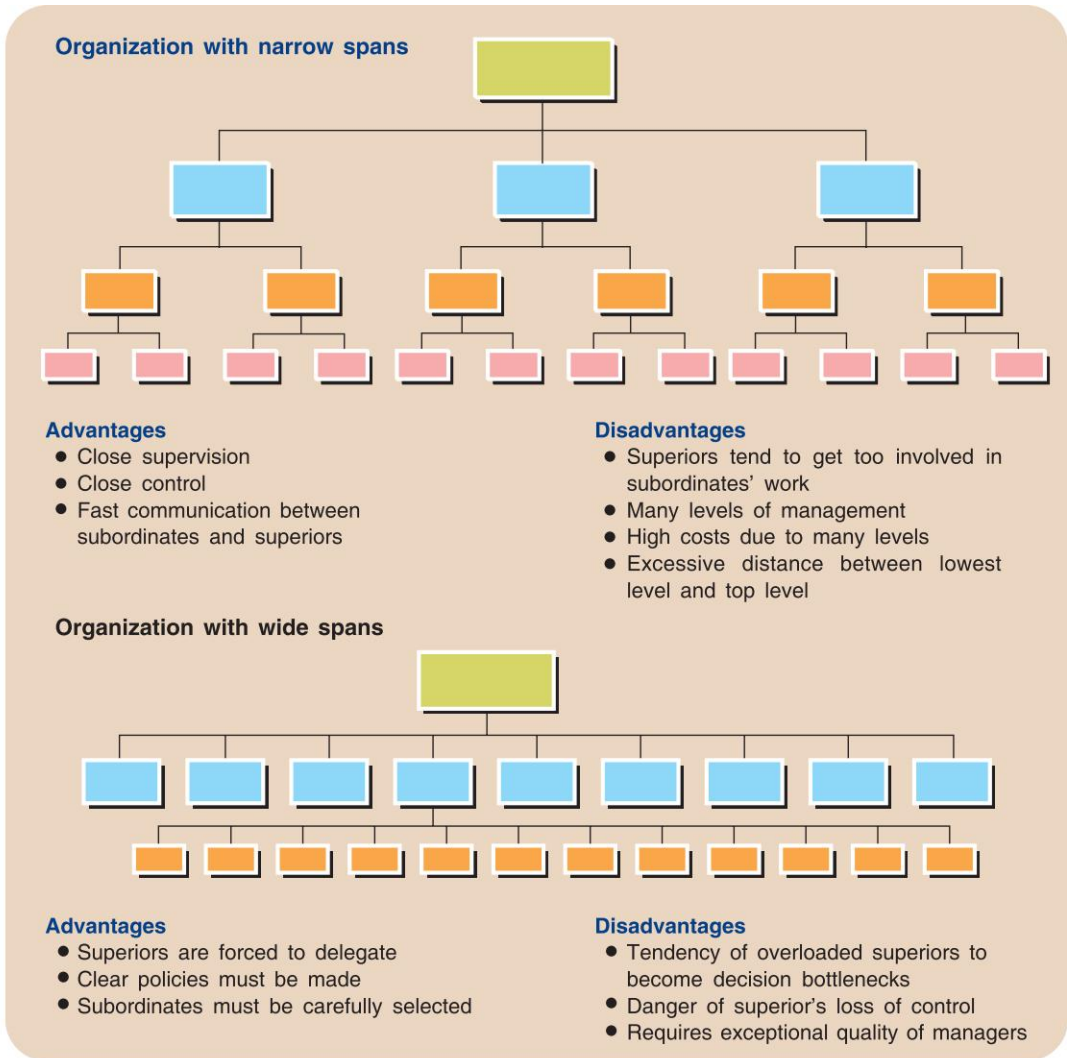 Organization with narrow spans
Advantages
● Close supervision
● Close control
● Fast communication between
subordinates and superiors
Disadvantages
● Superiors tend to get too involved in
subordinates’ work
● Many levels of management
● High costs due to many levels
● Excessive distance between lowest
level and top level
Organization with wide spans
Advantages
● Superiors are forced to delegate
● Clear policies must be made
● Subordinates must be carefully selected
Disadvantages
● Tendency of overloaded superiors to
become decision bottlenecks
● Danger of superior’s loss of control
● Requires exceptional quality of managers